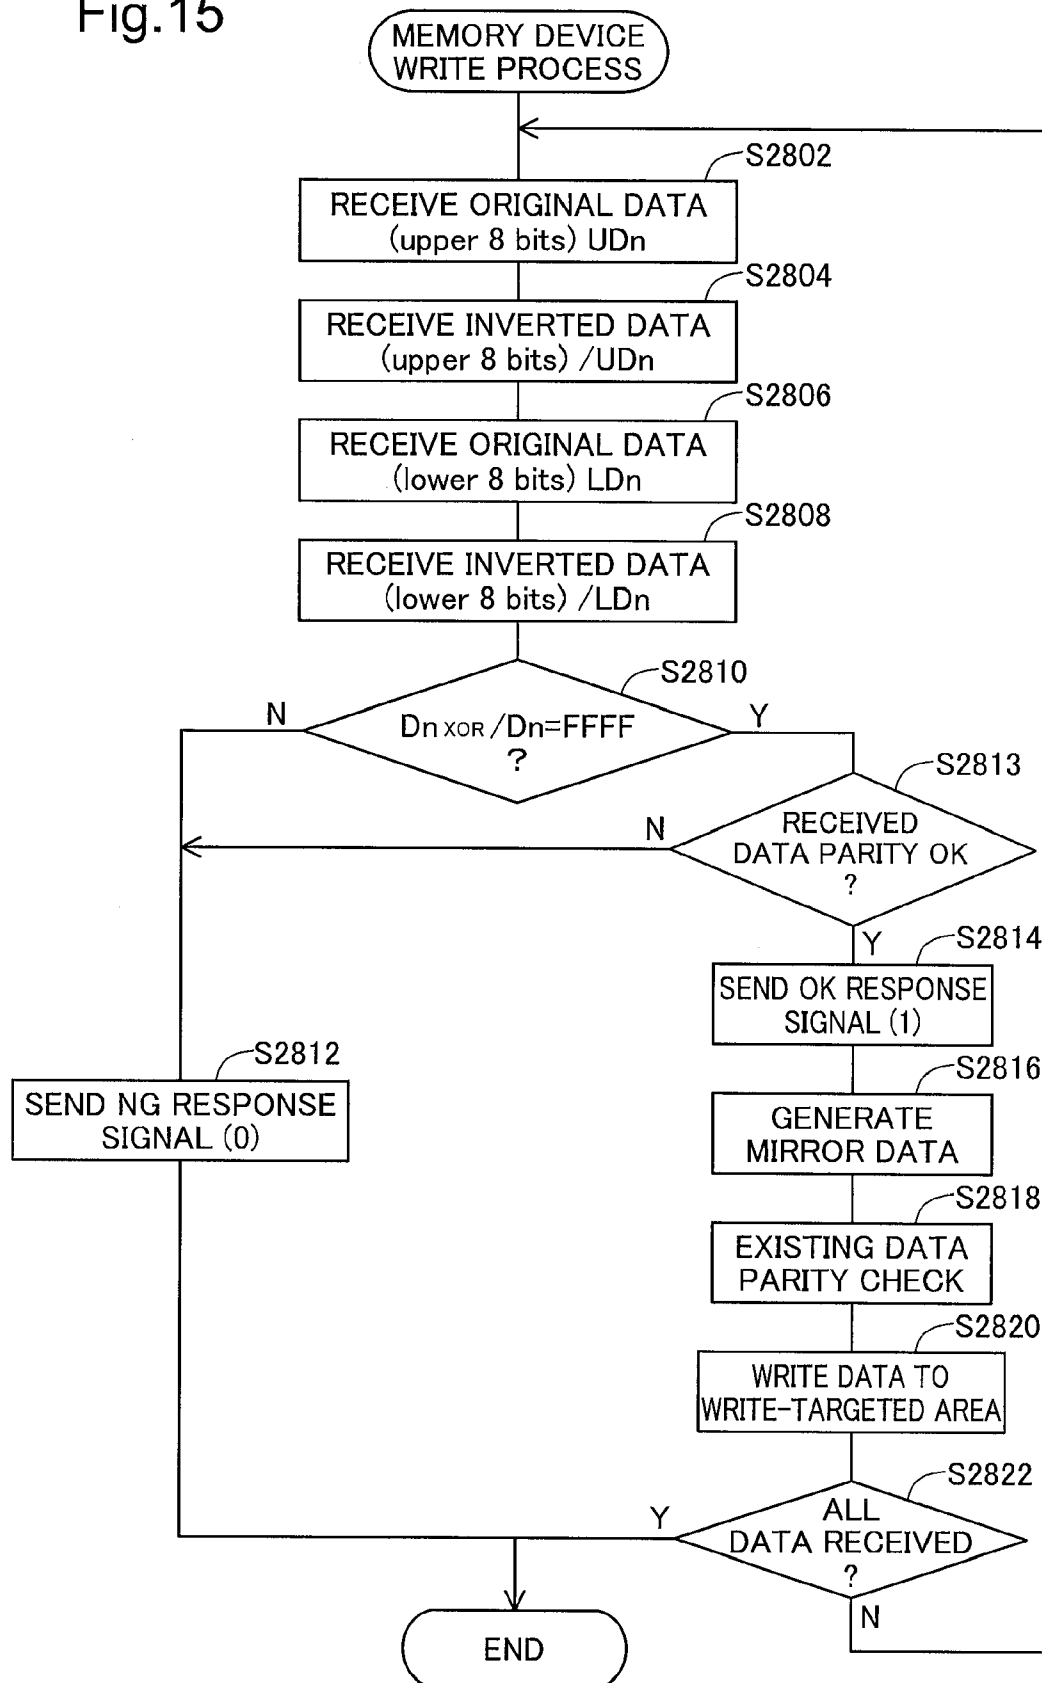 Fig.15
MEMORY DEVICE
WRITE PROCESS
S2802
RECEIVE ORIGINAL DATA
(upper 8 bits) UDn
S2804
RECEIVE INVERTED DATA
(upper 8 bits) /UDn
S2806
RECEIVE ORIGINAL DATA
(lower 8 bits) LDn
S2808
RECEIVE INVERTED DATA
(lower 8 bits) /LDn
S2810
N
Dn XOR /Dn=FFFF
?
Y
S2813
N
RECEIVED
DATA PARITY OK
?
Y
S2814
SEND OK RESPONSE
SIGNAL (1)
S2812
SEND NG RESPONSE
SIGNAL (0)
S2816
GENERATE
MIRROR DATA
S2818
EXISTING DATA
PARITY CHECK
S2820
WRITE DATA TO
WRITE-TARGETED AREA
S2822
Y
ALL
DATA RECEIVED
?
N
END